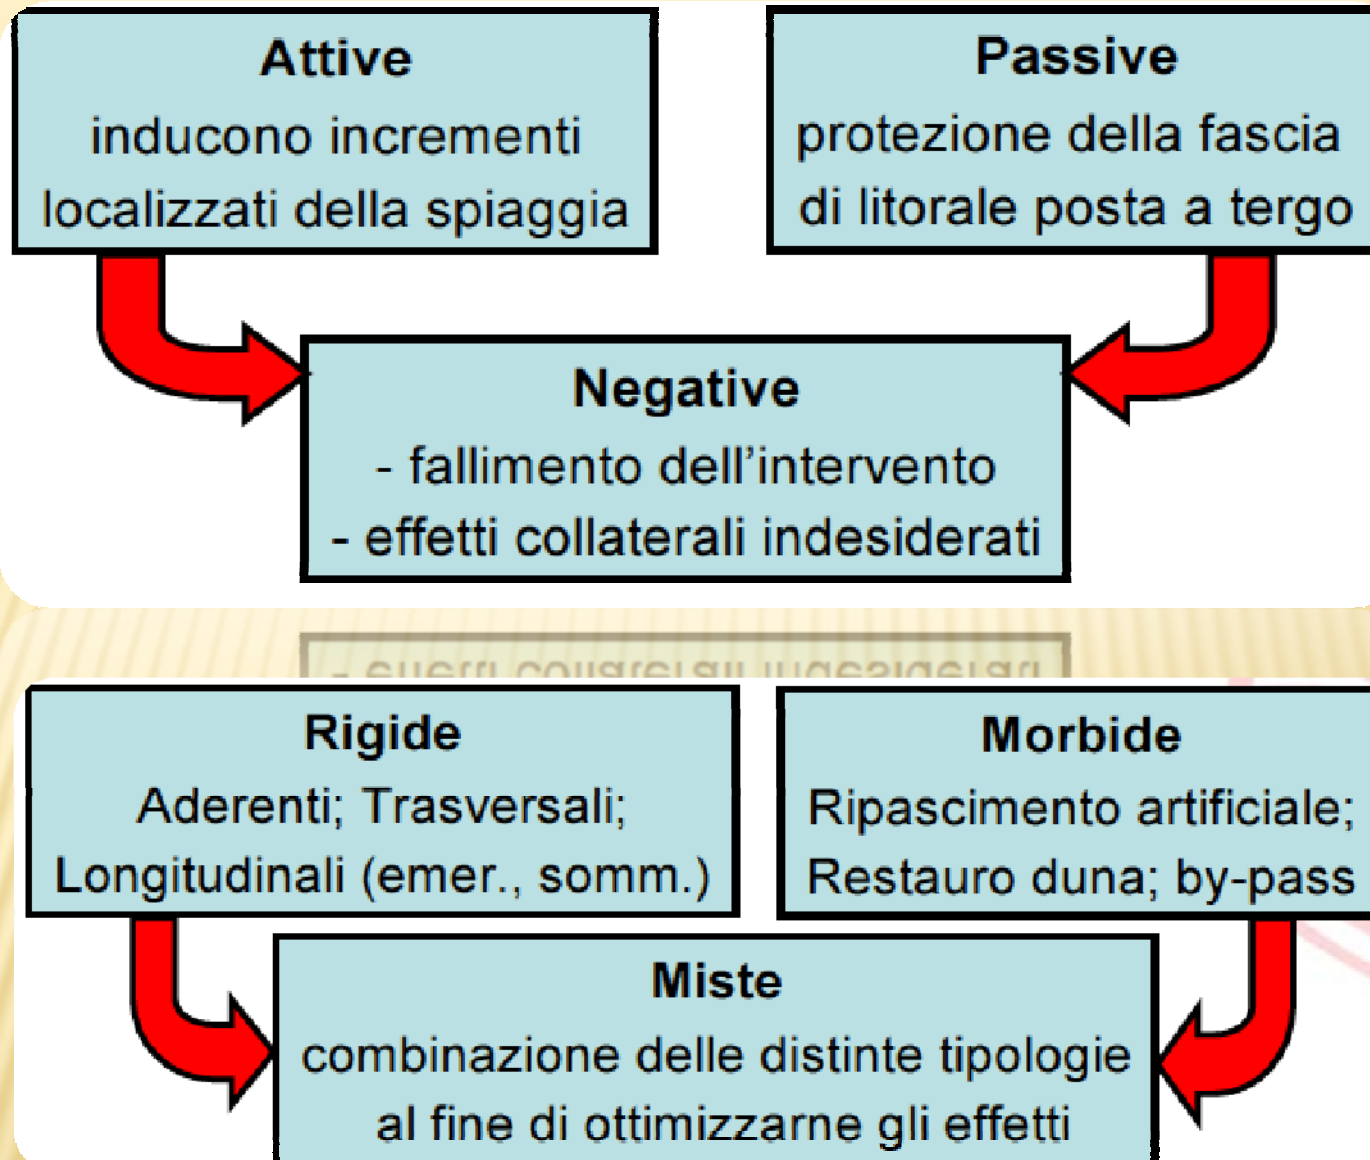 Attive
inducono incrementi
localizzati della spiaggia
Passive
protezione della fascia
di litorale posta a tergo
Negative
- fallimento dell'intervento
- effetti collaterali indesiderati
Rigide
Aderenti; Trasversali;
Longitudinali (emer., somm.)
Morbide
Ripascimento artificiale;
Restauro duna; by-pass
Miste
combinazione delle distinte tipologie
al fine di ottimizzarne gli effetti